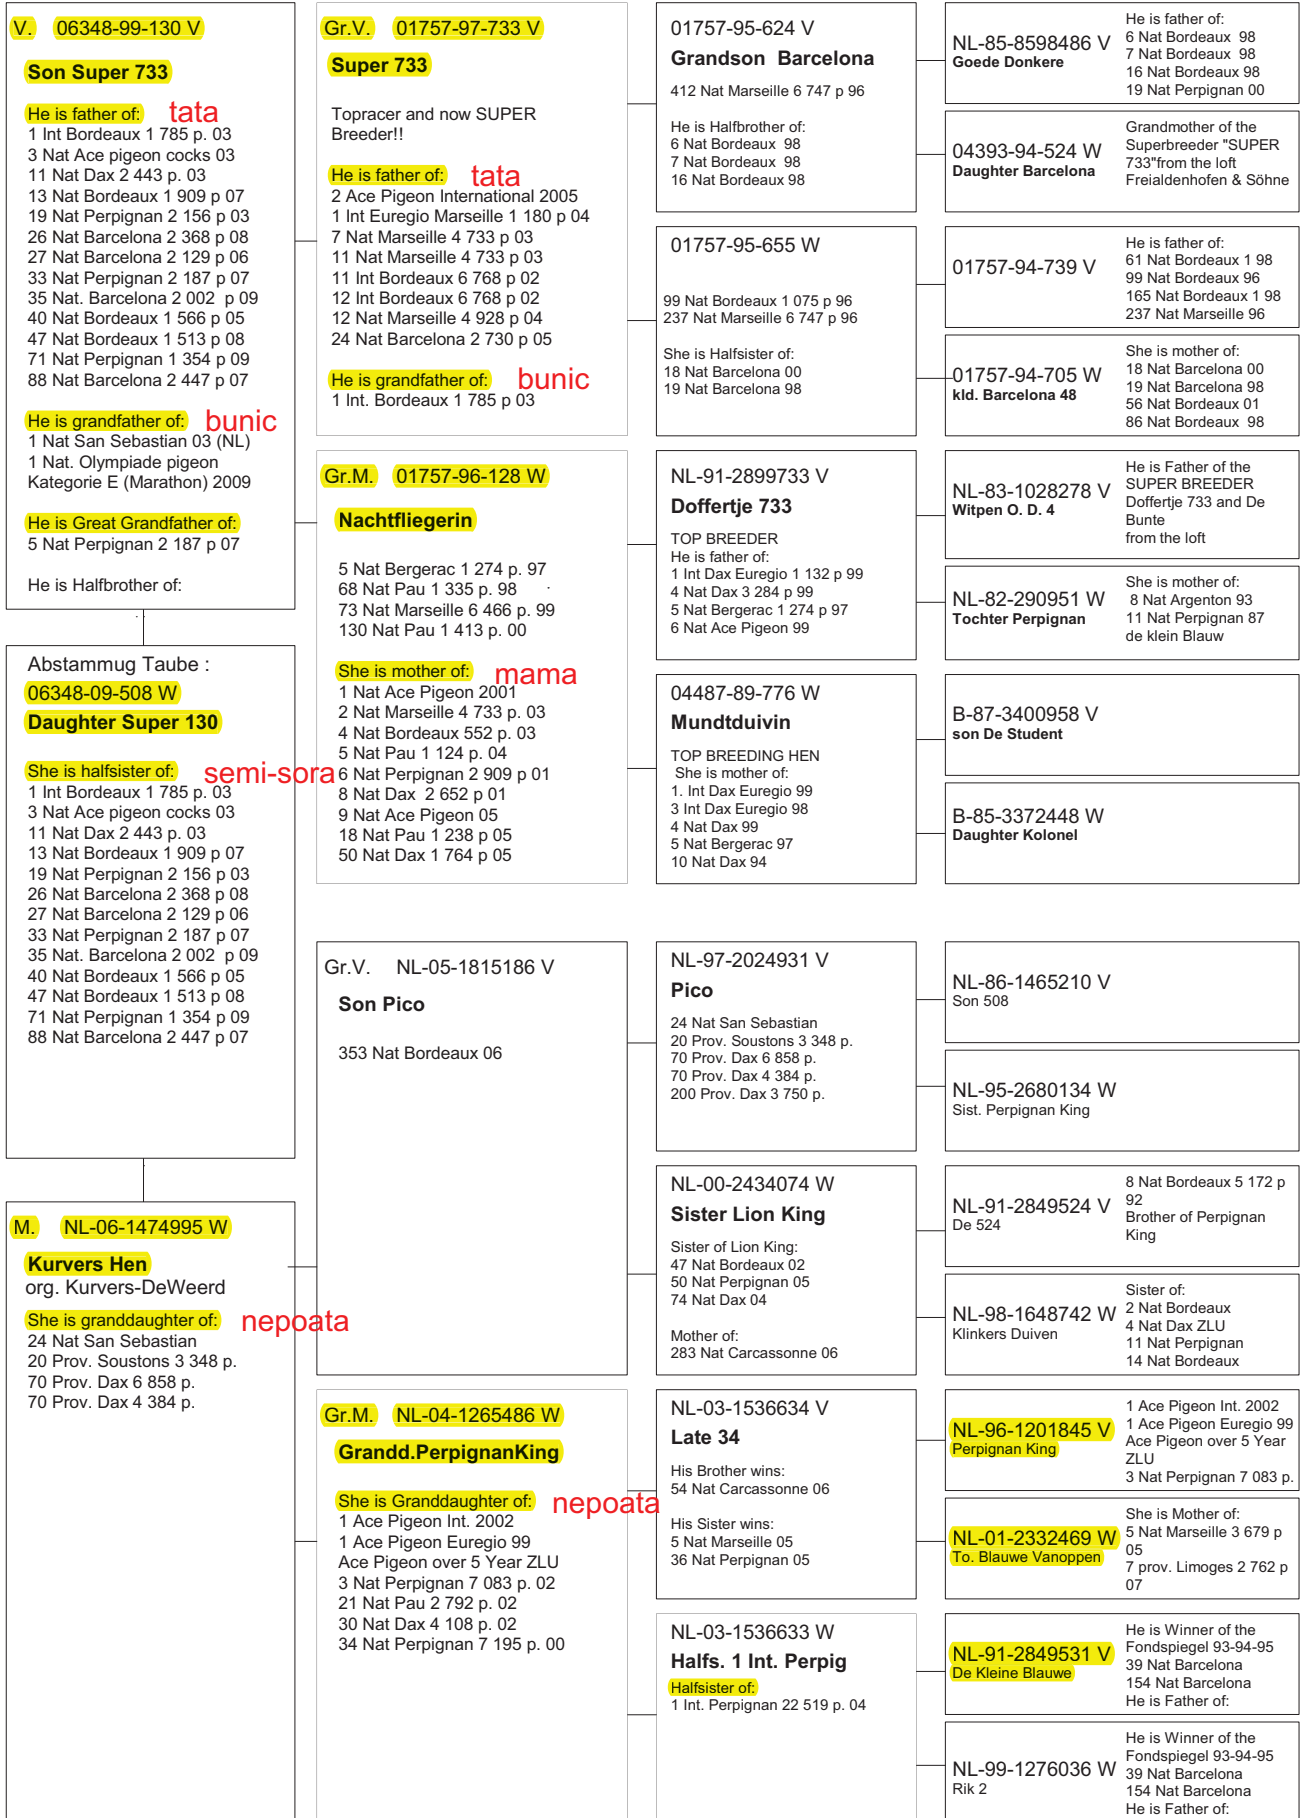 V. 06348-99-130 V
Son Super 733
He is father of: tata
1 Int Bordeaux 1 785 p. 03
3 Nat Ace pigeon cocks 03
11 Nat Dax 2 443 p. 03
13 Nat Bordeaux 1 909 p 07
19 Nat Perpignan 2 156 p 03
26 Nat Barcelona 2 368 p 08
27 Nat Barcelona 2 129 p 06
33 Nat Perpignan 2 187 p 07
35 Nat. Barcelona 2 002 p 09
40 Nat Bordeaux 1 566 p 05
47 Nat Bordeaux 1 513 p 08
71 Nat Perpignan 1 354 p 09
88 Nat Barcelona 2 447 p 07
He is grandfather of: bunic
1 Nat San Sebastian 03 (NL)
1 Nat. Olympiade pigeon
Kategorie E (Marathon) 2009
He is Great Grandfather of:
5 Nat Perpignan 2 187 p 07
He is Halfbrother of:
Abstammug Taube :
06348-09-508 W
Daughter Super 130
She is halfsister of: semi-sora
1 Int Bordeaux 1 785 p. 03
3 Nat Ace pigeon cocks 03
11 Nat Dax 2 443 p. 03
13 Nat Bordeaux 1 909 p 07
19 Nat Perpignan 2 156 p 03
26 Nat Barcelona 2 368 p 08
27 Nat Barcelona 2 129 p 06
33 Nat Perpignan 2 187 p 07
35 Nat. Barcelona 2 002 p 09
40 Nat Bordeaux 1 566 p 05
47 Nat Bordeaux 1 513 p 08
71 Nat Perpignan 1 354 p 09
88 Nat Barcelona 2 447 p 07
M. NL-06-1474995 W
Kurvers Hen
org. Kurvers-DeWeerd
She is granddaughter of: nepoata
24 Nat San Sebastian
20 Prov. Soustons 3 348 p.
70 Prov. Dax 6 858 p.
70 Prov. Dax 4 384 p.
Gr.V. 01757-97-733 V
Super 733
Topracer and now SUPER
Breeder!!
He is father of: tata
2 Ace Pigeon International 2005
1 Int Euregio Marseille 1 180 p 04
7 Nat Marseille 4 733 p 03
11 Nat Marseille 4 733 p 03
11 Int Bordeaux 6 768 p 02
12 Int Bordeaux 6 768 p 02
12 Nat Marseille 4 928 p 04
24 Nat Barcelona 2 730 p 05
He is grandfather of: bunic
1 Int. Bordeaux 1 785 p 03
Gr.M. 01757-96-128 W
Nachtfliegerin
5 Nat Bergerac 1 274 p. 97
68 Nat Pau 1 335 p. 98
73 Nat Marseille 6 466 p. 99
130 Nat Pau 1 413 p. 00
She is mother of: mama
1 Nat Ace Pigeon 2001
2 Nat Marseille 4 733 p. 03
4 Nat Bordeaux 552 p. 03
5 Nat Pau 1 124 p. 04
6 Nat Perpignan 2 909 p 01
8 Nat Dax 2 652 p 01
9 Nat Ace Pigeon 05
18 Nat Pau 1 238 p 05
50 Nat Dax 1 764 p 05
Gr.V. NL-05-1815186 V
Son Pico
353 Nat Bordeaux 06
Gr.M. NL-04-1265486 W
Grandd.PerpignanKing
She is Granddaughter of: nepoata
1 Ace Pigeon Int. 2002
1 Ace Pigeon Euregio 99
Ace Pigeon over 5 Year ZLU
3 Nat Perpignan 7 083 p. 02
21 Nat Pau 2 792 p. 02
30 Nat Dax 4 108 p. 02
34 Nat Perpignan 7 195 p. 00
01757-95-624 V
Grandson Barcelona
412 Nat Marseille 6 747 p 96
He is Halfbrother of:
6 Nat Bordeaux 98
7 Nat Bordeaux 98
16 Nat Bordeaux 98
01757-95-655 W
99 Nat Bordeaux 1 075 p 96
237 Nat Marseille 6 747 p 96
She is Halfsister of:
18 Nat Barcelona 00
19 Nat Barcelona 98
NL-91-2899733 V
Doffertje 733
TOP BREEDER
He is father of:
1 Int Dax Euregio 1 132 p 99
4 Nat Dax 3 284 p 99
5 Nat Bergerac 1 274 p 97
6 Nat Ace Pigeon 99
04487-89-776 W
Mundtduivin
TOP BREEDING HEN
She is mother of:
1. Int Dax Euregio 99
3 Int Dax Euregio 98
4 Nat Dax 99
5 Nat Bergerac 97
10 Nat Dax 94
NL-97-2024931 V
Pico
24 Nat San Sebastian
20 Prov. Soustons 3 348 p.
70 Prov. Dax 6 858 p.
70 Prov. Dax 4 384 p.
200 Prov. Dax 3 750 p.
NL-00-2434074 W
Sister Lion King
Sister of Lion King:
47 Nat Bordeaux 02
50 Nat Perpignan 05
74 Nat Dax 04
Mother of:
283 Nat Carcassonne 06
NL-03-1536634 V
Late 34
His Brother wins:
54 Nat Carcassonne 06
His Sister wins:
5 Nat Marseille 05
36 Nat Perpignan 05
NL-03-1536633 W
Halfs. 1 Int. Perpig
Halfsister of:
1 Int. Perpignan 22 519 p. 04
NL-85-8598486 V
Goede Donkere
He is father of:
6 Nat Bordeaux 98
7 Nat Bordeaux 98
16 Nat Bordeaux 98
19 Nat Perpignan 00
04393-94-524 W
Daughter Barcelona
Grandmother of the
Superbreeder "SUPER
733"from the loft
Freialdenhofen & Söhne
01757-94-739 V
He is father of:
61 Nat Bordeaux 1 98
99 Nat Bordeaux 96
165 Nat Bordeaux 1 98
237 Nat Marseille 96
01757-94-705 W
kld. Barcelona 48
She is mother of:
18 Nat Barcelona 00
19 Nat Barcelona 98
56 Nat Bordeaux 01
86 Nat Bordeaux 98
NL-83-1028278 V
Witpen O. D. 4
He is Father of the
SUPER BREEDER
Doffertje 733 and De
Bunte
from the loft
NL-82-290951 W
Tochter Perpignan
She is mother of:
8 Nat Argenton 93
11 Nat Perpignan 87
de klein Blauw
B-87-3400958 V
son De Student
B-85-3372448 W
Daughter Kolonel
NL-86-1465210 V
Son 508
NL-95-2680134 W
Sist. Perpignan King
NL-91-2849524 V
De 524
8 Nat Bordeaux 5 172 p
92
Brother of Perpignan
King
NL-98-1648742 W
Klinkers Duiven
Sister of:
2 Nat Bordeaux
4 Nat Dax ZLU
11 Nat Perpignan
14 Nat Bordeaux
NL-96-1201845 V
Perpignan King
1 Ace Pigeon Int. 2002
1 Ace Pigeon Euregio 99
Ace Pigeon over 5 Year
ZLU
3 Nat Perpignan 7 083 p.
NL-01-2332469 W
To. Blauwe Vanoppen
She is Mother of:
5 Nat Marseille 3 679 p
05
7 prov. Limoges 2 762 p
07
NL-91-2849531 V
De Kleine Blauwe
He is Winner of the
Fondspiegel 93-94-95
39 Nat Barcelona
154 Nat Barcelona
He is Father of:
NL-99-1276036 W
Rik 2
He is Winner of the
Fondspiegel 93-94-95
39 Nat Barcelona
154 Nat Barcelona
He is Father of: